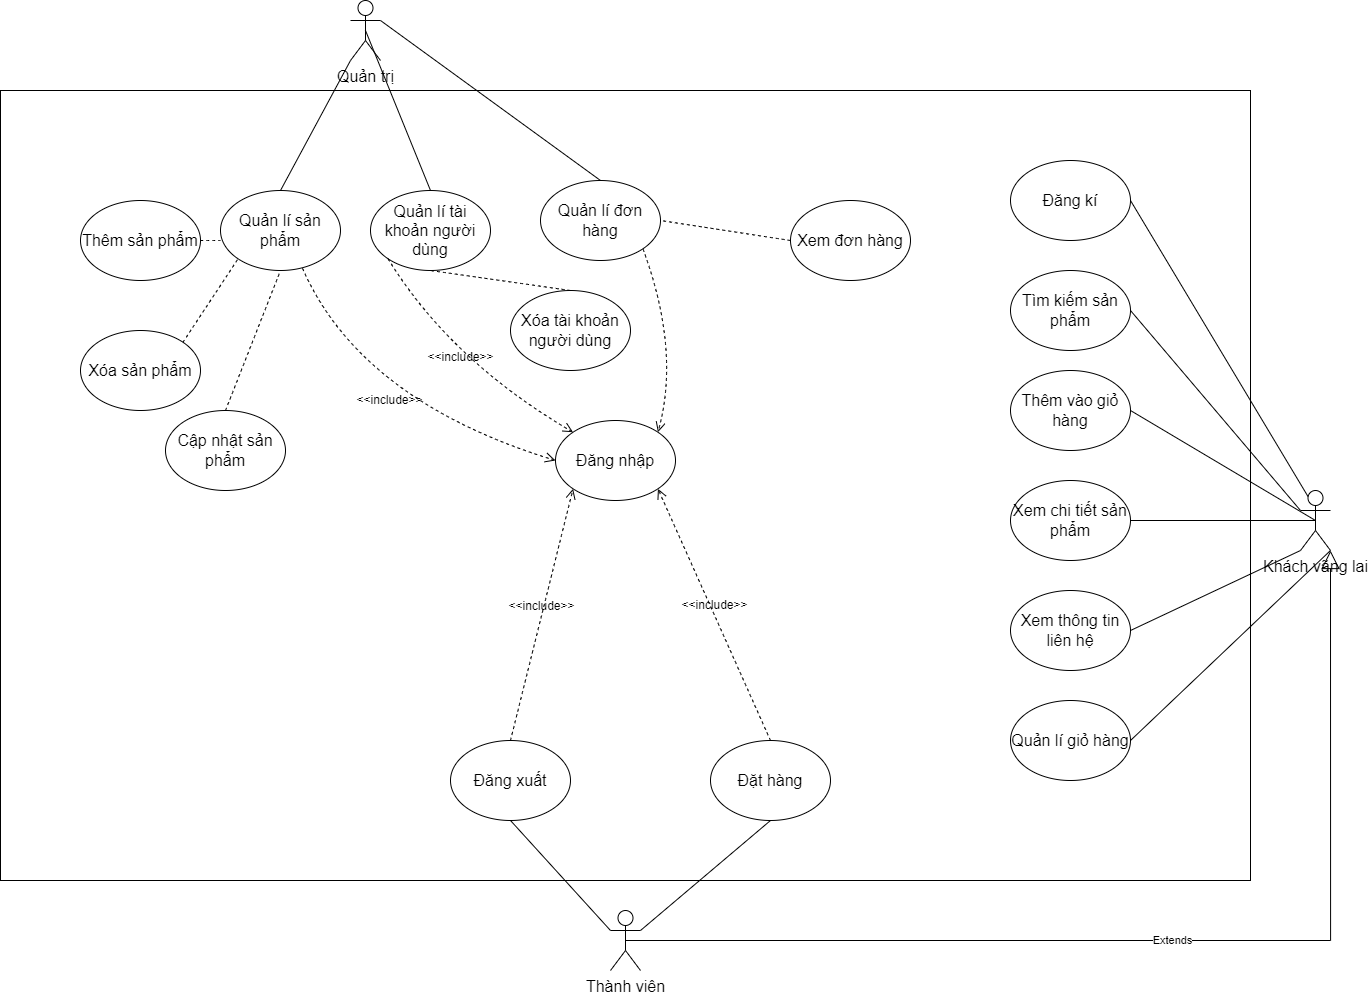 Quản trị
Đăng kí
Quản lí sản
phẩm
Quản lí tài
khoản người
dùng
Quản lí đơn
hàng
Thêm sản phẩm
Xem đơn hàng
Tìm kiếm sản
phẩm
Xóa tài khoản
người dùng
<<include>>
Xóa sản phẩm
<<include>>
Thêm vào giỏ
hàng
Cập nhật sản
phẩm
Đăng nhập
Xem chi tiết sản
phẩm
Khách vãng lai
<<include>>
<<include>>
Xem thông tin
liên hệ
Quản lí giỏ hàng
Đăng xuất
Đặt hàng
Extends
Thành viên